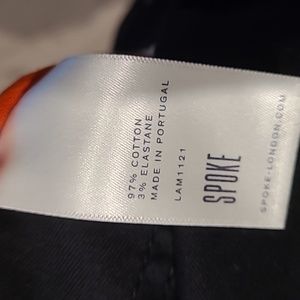 97% COTTON
3% ELASTANE
MADE IN PORTUGAL
LAM1121
SPOKE
SPOKE-LONDON.COM